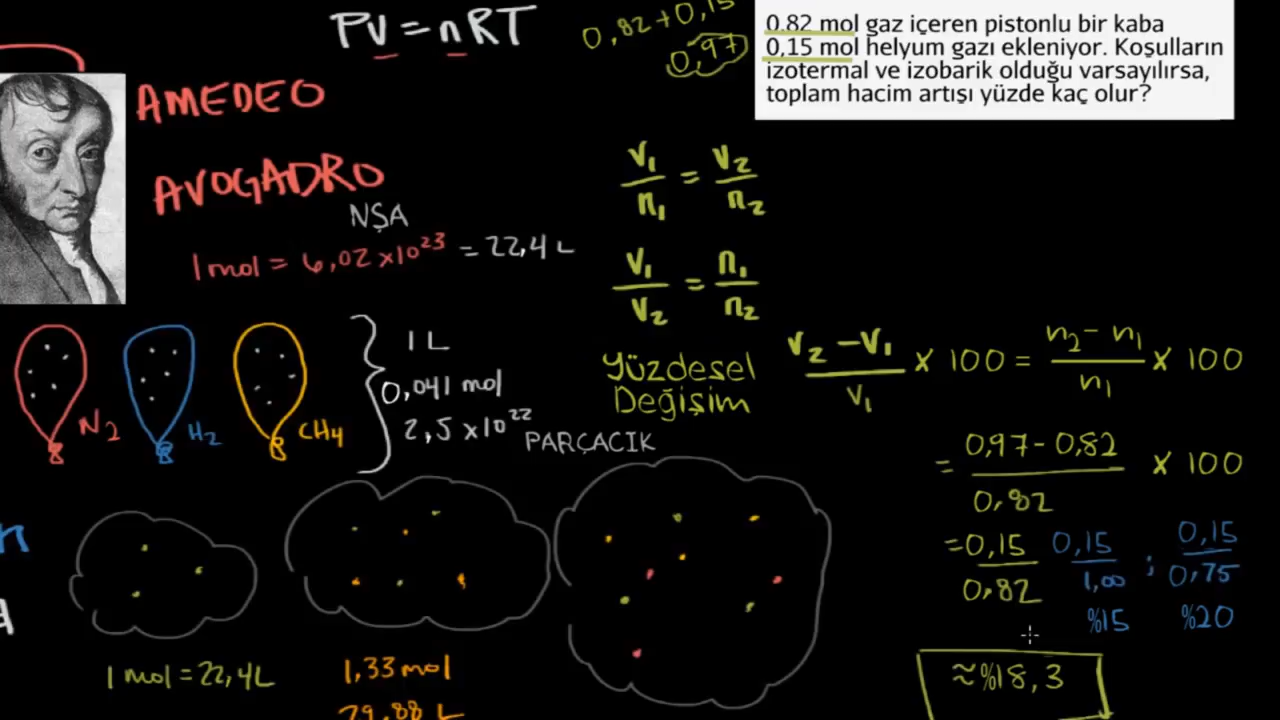 PV = nRT
0,82 + 0,15
0,97
0,82 mol gaz içeren pistonlu bir kaba
0,15 mol helyum gazı ekleniyor. Koşulların
izotermal ve izobarik olduğu varsayılırsa,
toplam hacim artışı yüzde kaç olur?
AMEDEO
AVOGADRO
NŞA
1 mol = 6,02 x 10²³ = 22,4 L
V₁/n₁ = V₂/n₂
V₁/V₂ = n₁/n₂
Yüzdesel
Değişim
V₂ - V₁ / V₁ x 100 = n₂ - n₁ / n₁ x 100
= 0,97 - 0,82 / 0,82 x 100
= 0,15 / 0,82
0,15 / 1,00 ; 0,15 / 0,75
%15 %20
≈ %18,3
N₂
H₂
CH₄
1 L
0,041 mol
2,5 x 10²²
PARÇACIK
1 mol = 22,4 L
1,33 mol
29,88 L